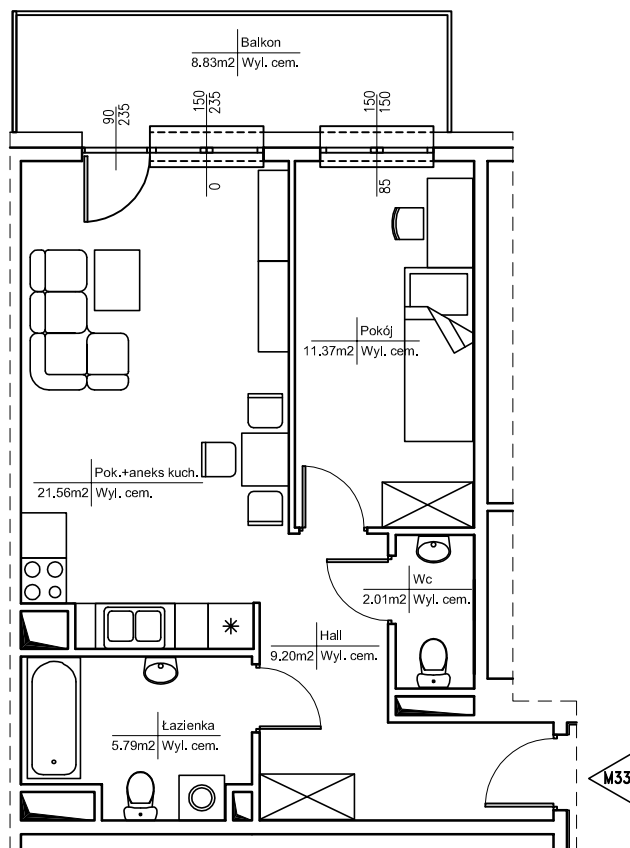 Balkon
8.83m2 Wyl. cem.
90
235
150
235
0
150
150
85
Pokój
11.37m2 Wyl. cem.
Pok.+aneks kuch.
21.56m2 Wyl. cem.
Wc
2.01m2 Wyl. cem.
Hall
9.20m2 Wyl. cem.
Łazienka
5.79m2 Wyl. cem.
M33